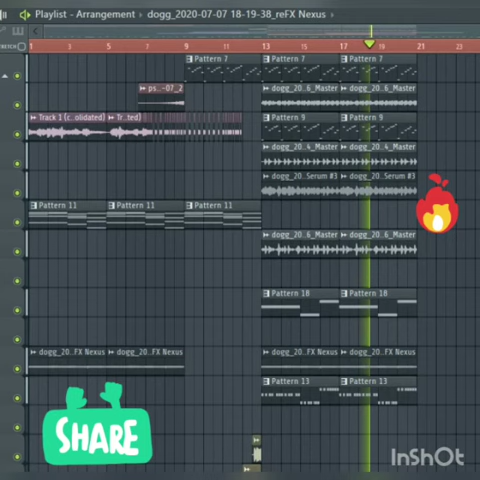 Playlist - Arrangement › dogg_2020-07-07 18-19-38_reFX Nexus ›
1 3 5 7 9 11 13 15 17 19 21 23
Pattern 7 Pattern 7 Pattern 7
ps..-07_2 dogg_20..6_Master dogg_20..6_Master
Track 1 (c..olidated) Tr..ted) Pattern 9 Pattern 9
dogg_20..4_Master dogg_20..4_Master
dogg_20..Serum #3 dogg_20..Serum #3
Pattern 11 Pattern 11 Pattern 11
dogg_20..6_Master dogg_20..6_Master
Pattern 10 Pattern 10
dogg_20..FX Nexus dogg_20..FX Nexus dogg_20..FX Nexus dogg_20..FX Nexus
Pattern 13 Pattern 13
SHARE
InShOt